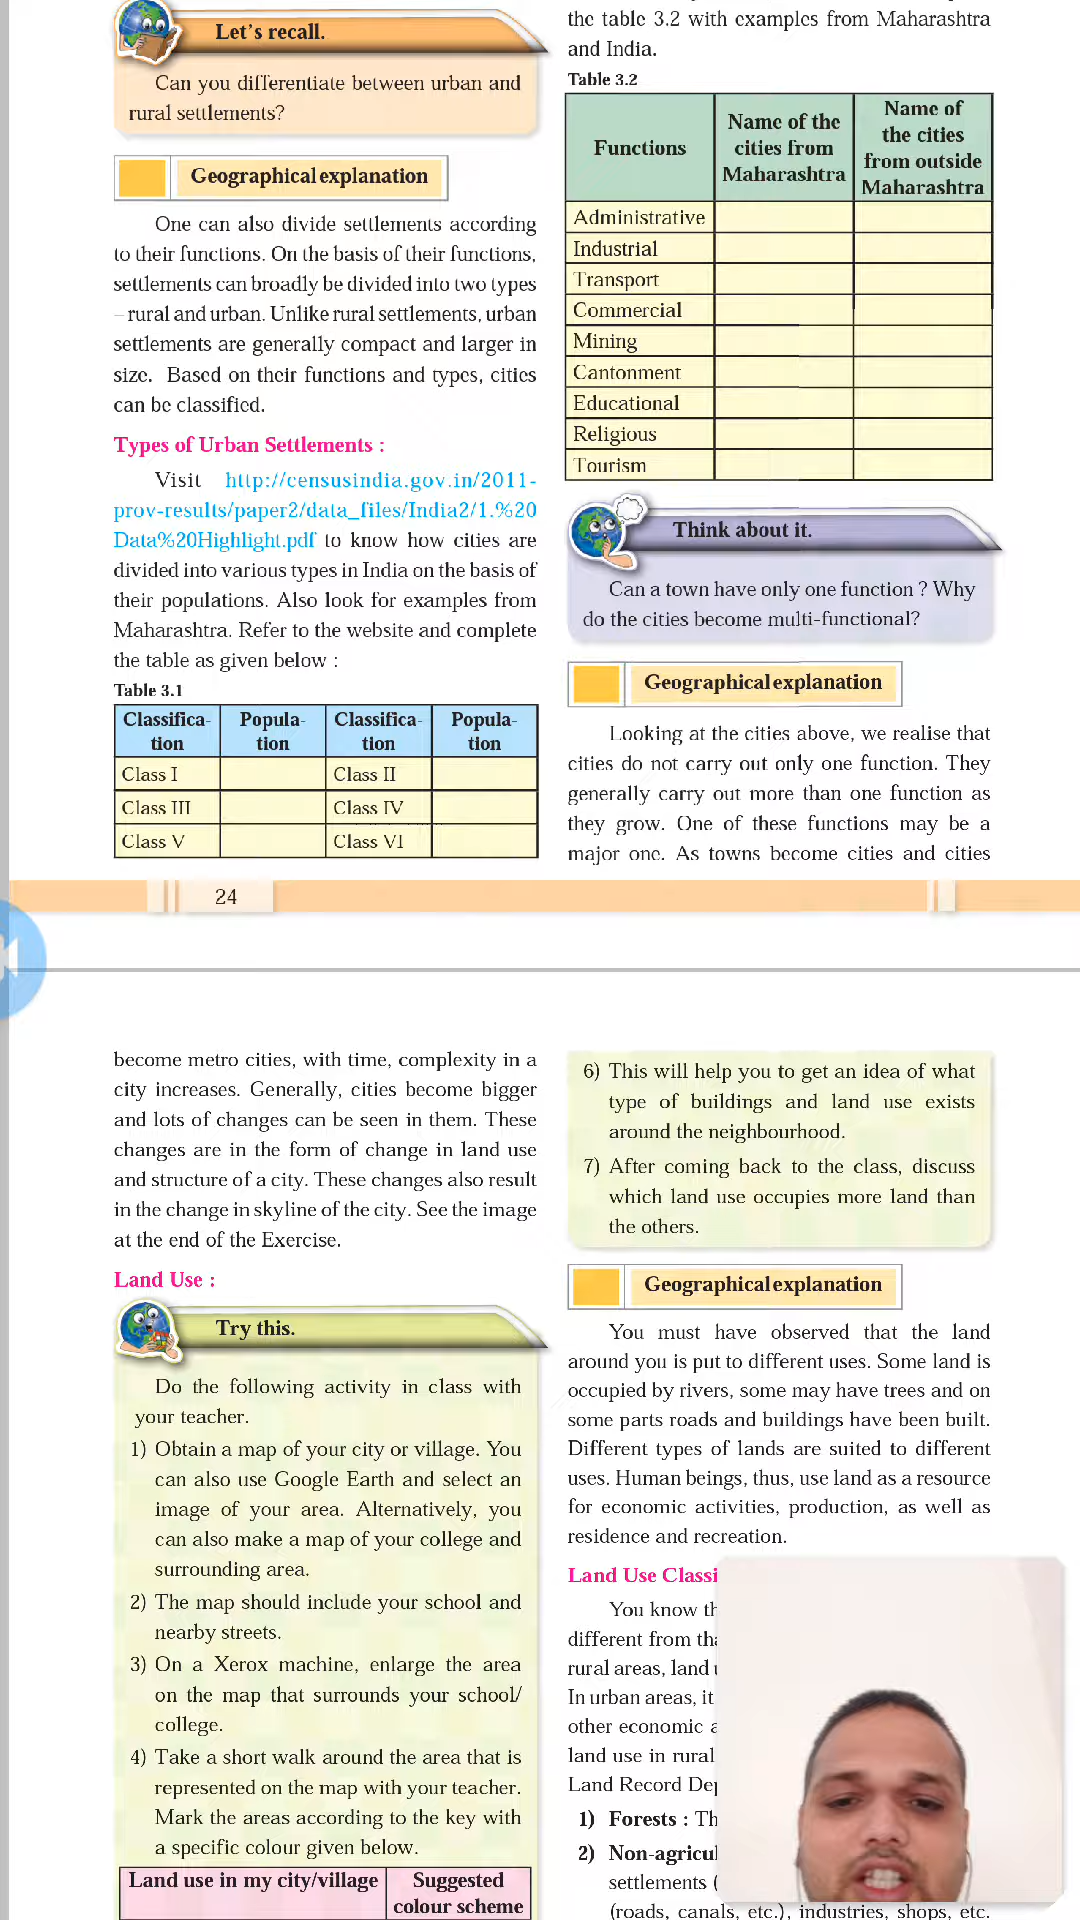 Let's recall.
Can you differentiate between urban and
rural settlements?
Geographical explanation
One can also divide settlements according
to their functions. On the basis of their functions,
settlements can broadly be divided into two types
– rural and urban. Unlike rural settlements, urban
settlements are generally compact and larger in
size. Based on their functions and types, cities
can be classified.
Types of Urban Settlements :
Visit http://censusindia.gov.in/2011-
prov-results/paper2/data_files/India2/1.%20
Data%20Highlight.pdf to know how cities are
divided into various types in India on the basis of
their populations. Also look for examples from
Maharashtra. Refer to the website and complete
the table as given below :
Table 3.1
Classifica-tion Popula-tion Classifica-tion Popula-tion
Class I Class II
Class III Class IV
Class V Class VI
the table 3.2 with examples from Maharashtra
and India.
Table 3.2
Functions
Name of the
cities from
Maharashtra
Name of
the cities
from outside
Maharashtra
Administrative
Industrial
Transport
Commercial
Mining
Cantonment
Educational
Religious
Tourism
Think about it.
Can a town have only one function ? Why
do the cities become multi-functional?
Geographical explanation
Looking at the cities above, we realise that
cities do not carry out only one function. They
generally carry out more than one function as
they grow. One of these functions may be a
major one. As towns become cities and cities
24
become metro cities, with time, complexity in a
city increases. Generally, cities become bigger
and lots of changes can be seen in them. These
changes are in the form of change in land use
and structure of a city. These changes also result
in the change in skyline of the city. See the image
at the end of the Exercise.
Land Use :
Try this.
Do the following activity in class with
your teacher.
1) Obtain a map of your city or village. You
can also use Google Earth and select an
image of your area. Alternatively, you
can also make a map of your college and
surrounding area.
2) The map should include your school and
nearby streets.
3) On a Xerox machine, enlarge the area
on the map that surrounds your school/
college.
4) Take a short walk around the area that is
represented on the map with your teacher.
Mark the areas according to the key with
a specific colour given below.
Land use in my city/village
Suggested
colour scheme
6) This will help you to get an idea of what
type of buildings and land use exists
around the neighbourhood.
7) After coming back to the class, discuss
which land use occupies more land than
the others.
Geographical explanation
You must have observed that the land
around you is put to different uses. Some land is
occupied by rivers, some may have trees and on
some parts roads and buildings have been built.
Different types of lands are suited to different
uses. Human beings, thus, use land as a resource
for economic activities, production, as well as
residence and recreation.
Land Use Classi
You know th
different from tha
rural areas, land
In urban areas, it
other economic
land use in rural
Land Record Dep
1) Forests : Th
2) Non-agricul
settlements (
(roads, canals, etc.), industries, shops, etc.